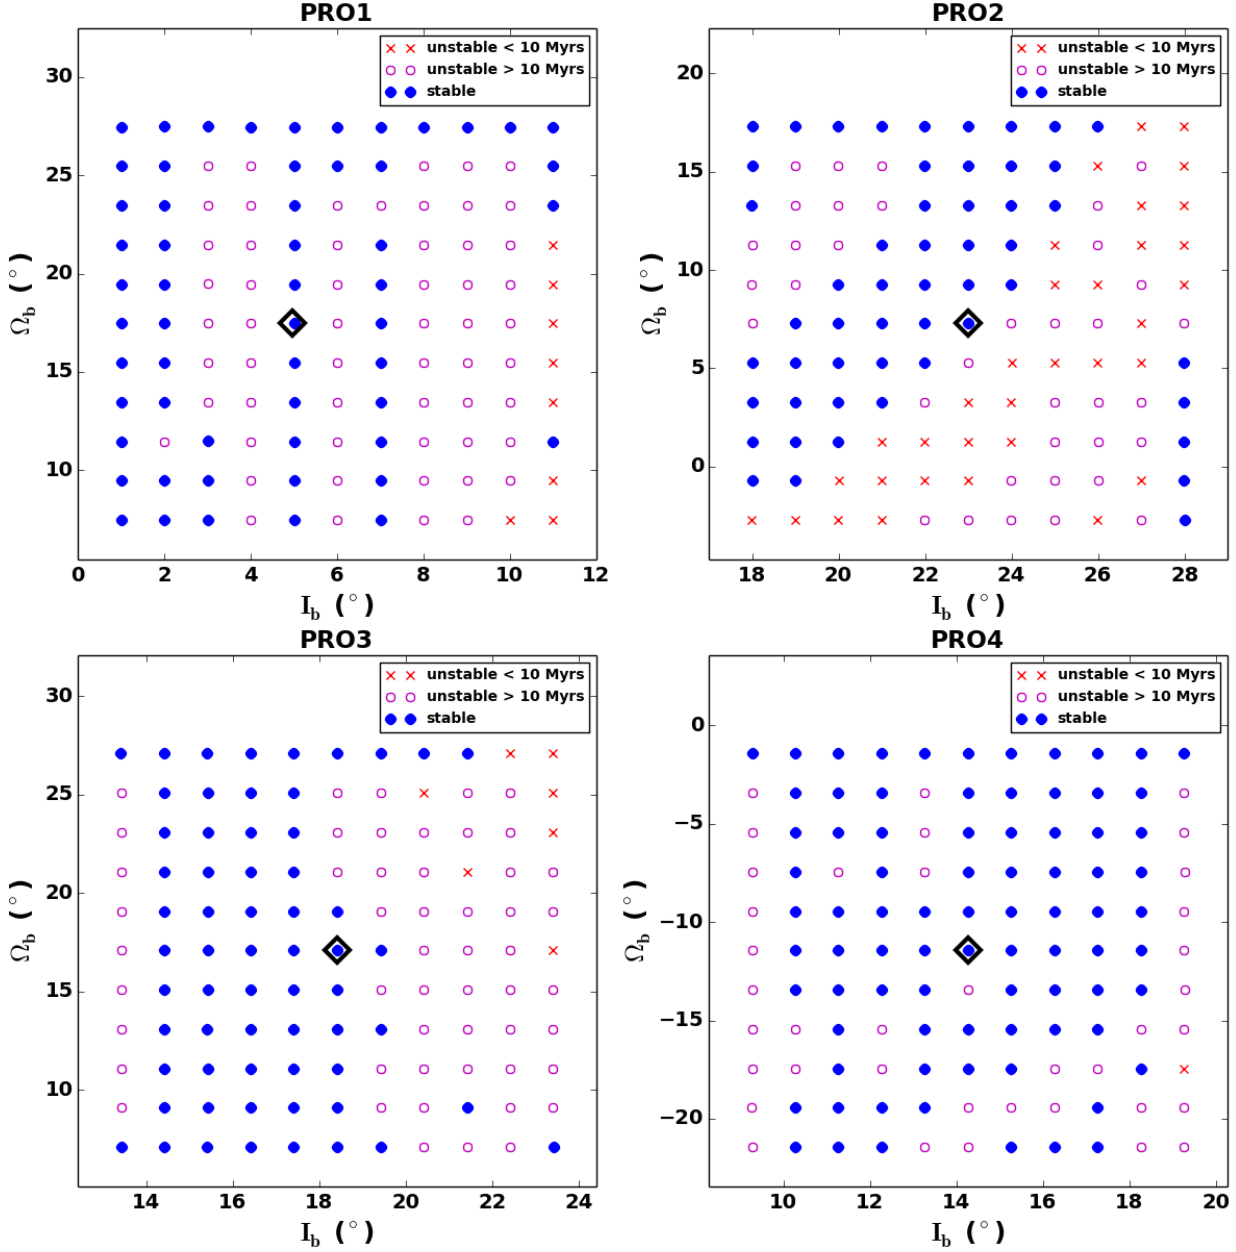 PRO1
unstable < 10 Myrs
unstable > 10 Myrs
stable
30
25
20
15
10
Ω_b (°)
0 2 4 6 8 10 12
I_b (°)
PRO2
unstable < 10 Myrs
unstable > 10 Myrs
stable
20
15
10
5
0
Ω_b (°)
18 20 22 24 26 28
I_b (°)
PRO3
unstable < 10 Myrs
unstable > 10 Myrs
stable
30
25
20
15
10
Ω_b (°)
14 16 18 20 22 24
I_b (°)
PRO4
unstable < 10 Myrs
unstable > 10 Myrs
stable
0
−5
−10
−15
−20
Ω_b (°)
10 12 14 16 18 20
I_b (°)